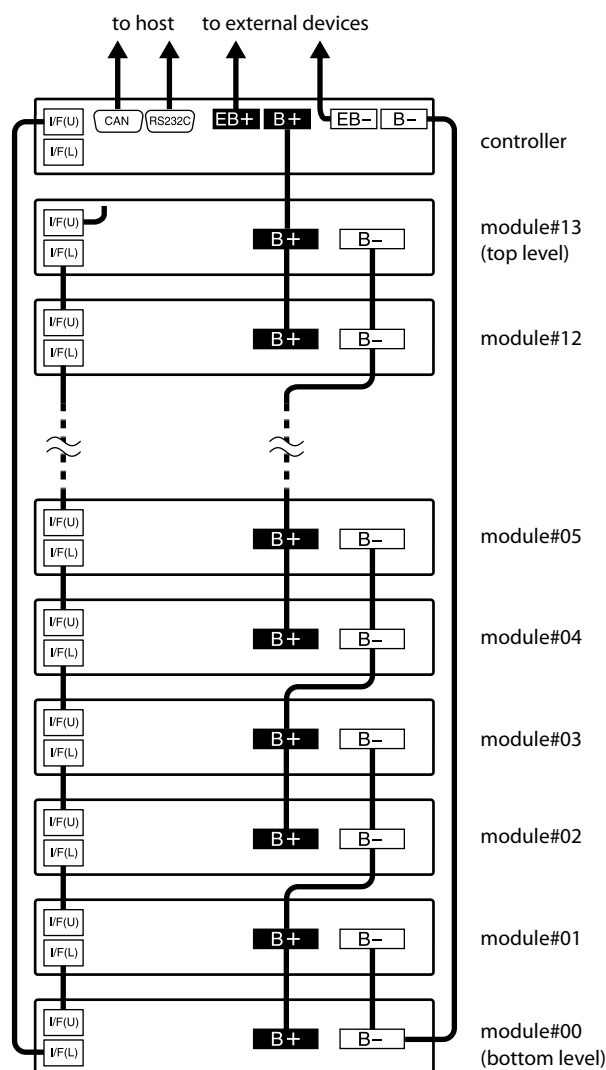 to host to external devices
I/F(U) CAN RS232C EB+ B+ EB− B−
I/F(L)
controller
I/F(U)
I/F(L) B+ B−
module#13
(top level)
I/F(U)
I/F(L) B+ B−
module#12
I/F(U)
I/F(L) B+ B−
module#05
I/F(U)
I/F(L) B+ B−
module#04
I/F(U)
I/F(L) B+ B−
module#03
I/F(U)
I/F(L) B+ B−
module#02
I/F(U)
I/F(L) B+ B−
module#01
I/F(U)
I/F(L) B+ B−
module#00
(bottom level)